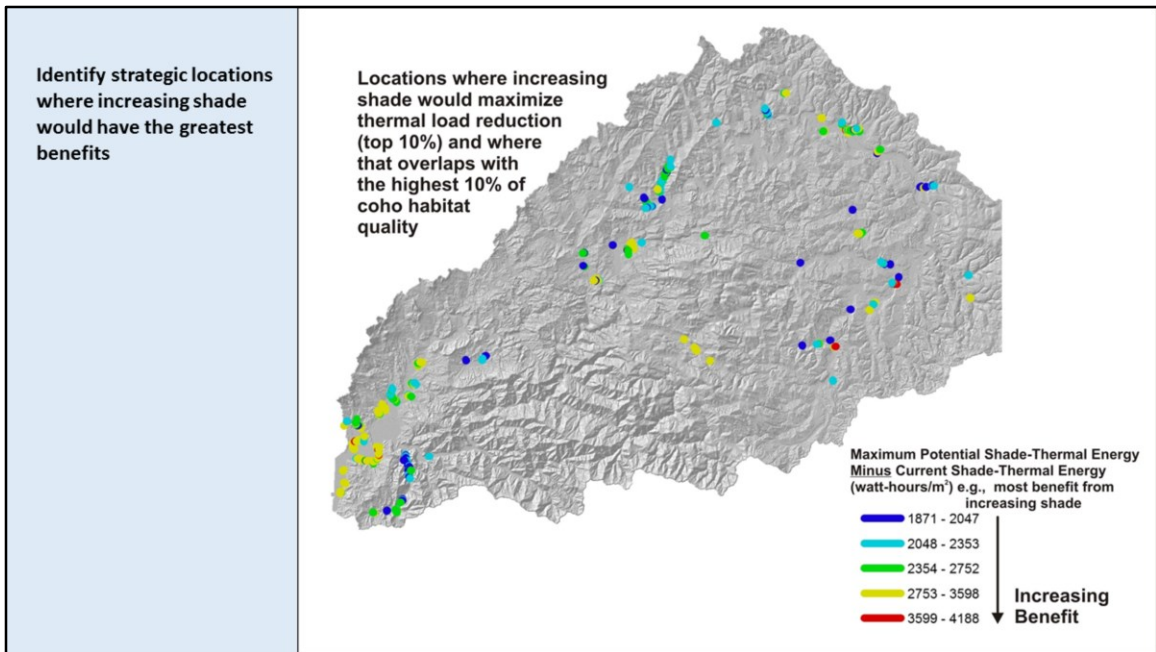 Identify strategic locations
where increasing shade
would have the greatest
benefits
Locations where increasing
shade would maximize
thermal load reduction
(top 10%) and where
that overlaps with
the highest 10% of
coho habitat
quality
Maximum Potential Shade-Thermal Energy
Minus Current Shade-Thermal Energy
(watt-hours/m²) e.g., most benefit from
increasing shade
1871 - 2047
2048 - 2353
2354 - 2752
2753 - 3598
3599 - 4188
Increasing
Benefit